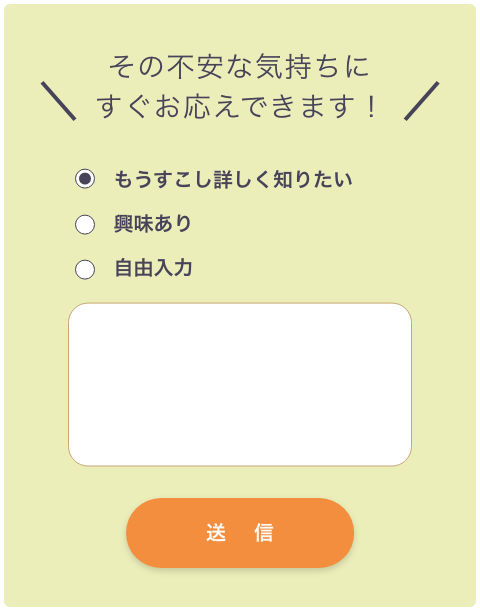 その不安な気持ちに
すぐお応えできます！
もうすこし詳しく知りたい
興味あり
自由入力
送　信